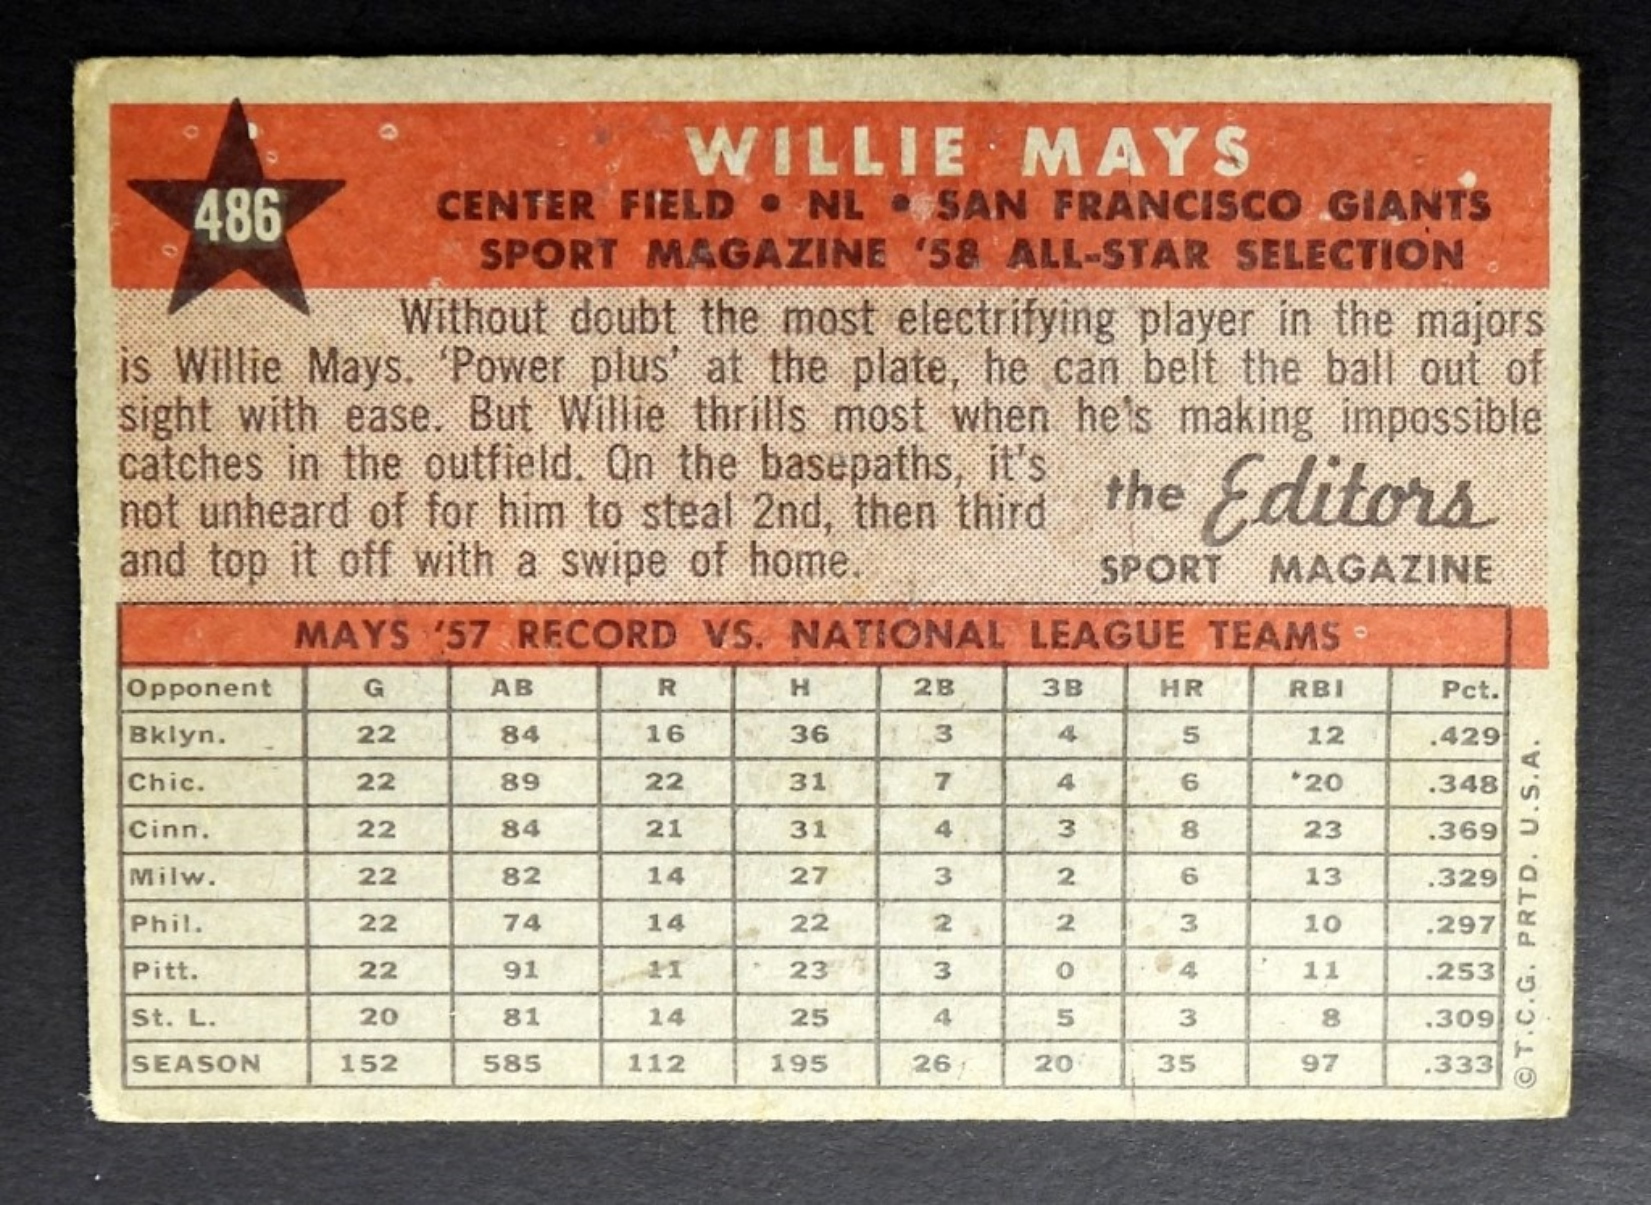 486
WILLIE MAYS
CENTER FIELD • NL • SAN FRANCISCO GIANTS
SPORT MAGAZINE '58 ALL-STAR SELECTION
Without doubt the most electrifying player in the majors
is Willie Mays. 'Power plus' at the plate, he can belt the ball out of
sight with ease. But Willie thrills most when he's making impossible
catches in the outfield. On the basepaths, it's
not unheard of for him to steal 2nd, then third
and top it off with a swipe of home.
the Editors
SPORT MAGAZINE
MAYS '57 RECORD VS. NATIONAL LEAGUE TEAMS
Opponent G AB R H 2B 3B HR RBI Pct.
Bklyn. 22 84 16 36 3 4 5 12 .429
Chic. 22 89 22 31 7 4 6 20 .348
Cinn. 22 84 21 31 4 3 8 23 .369
Milw. 22 82 14 27 3 2 6 13 .329
Phil. 22 74 14 22 2 2 3 10 .297
Pitt. 22 91 11 23 3 0 4 11 .253
St. L. 20 81 14 25 4 5 3 8 .309
SEASON 152 585 112 195 26 20 35 97 .333
© T.C.G. PRTD. U.S.A.